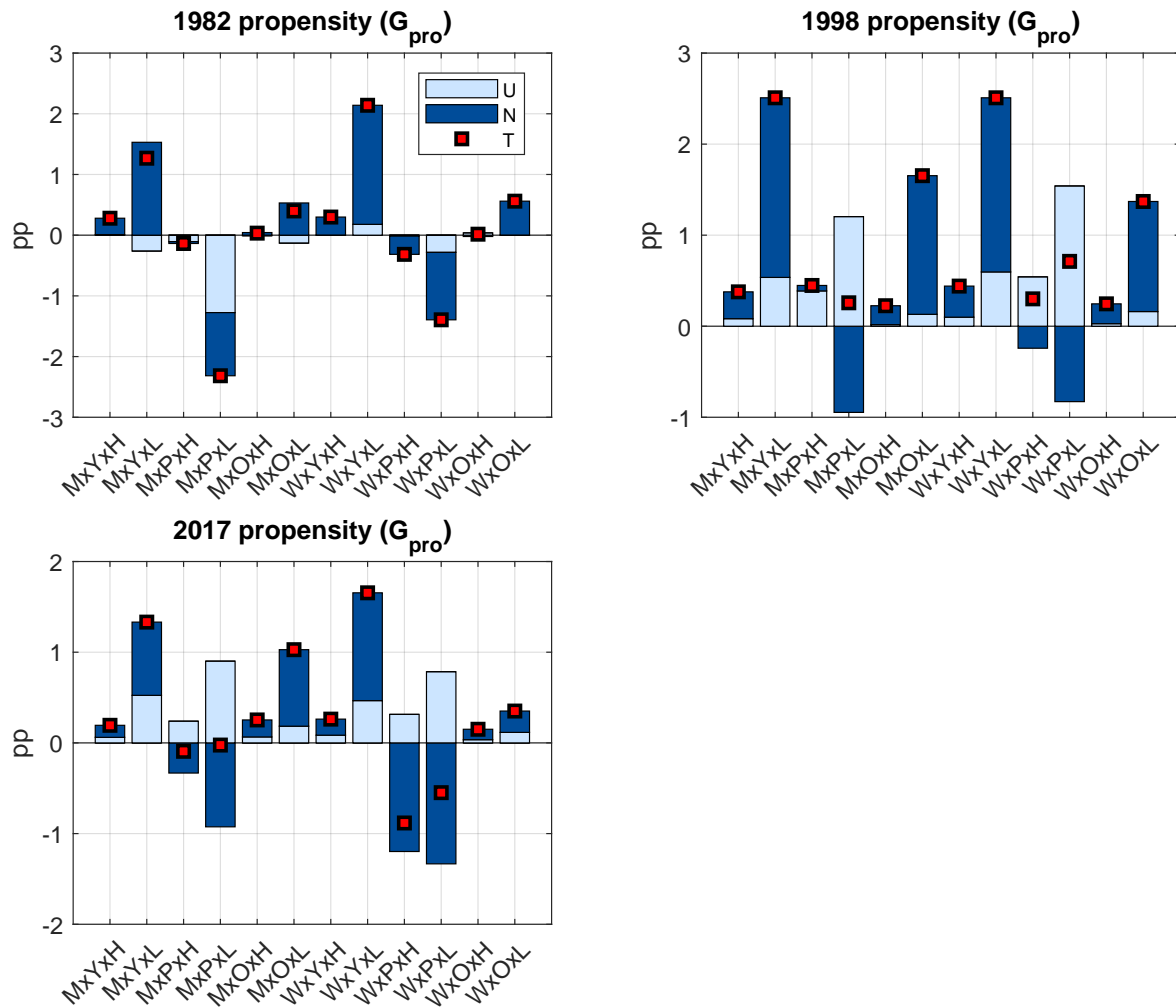 1982 propensity (G_pro)
3
2
1
0
-1
-2
-3
pp
U
N
T
MxYxH
MxYxL
MxPxH
MxPxL
MxOxH
MxOxL
WxYxH
WxYxL
WxPxH
WxPxL
WxOxH
WxOxL
1998 propensity (G_pro)
3
2
1
0
-1
pp
MxYxH
MxYxL
MxPxH
MxPxL
MxOxH
MxOxL
WxYxH
WxYxL
WxPxH
WxPxL
WxOxH
WxOxL
2017 propensity (G_pro)
2
1
0
-1
-2
pp
MxYxH
MxYxL
MxPxH
MxPxL
MxOxH
MxOxL
WxYxH
WxYxL
WxPxH
WxPxL
WxOxH
WxOxL